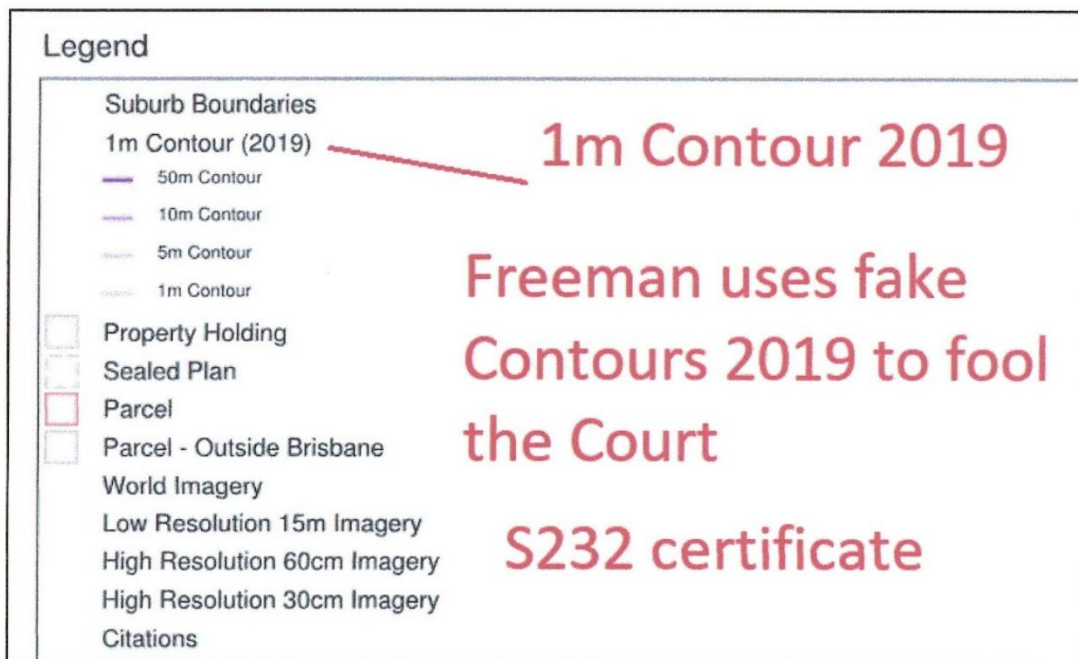 Legend
Suburb Boundaries
1m Contour (2019)
50m Contour
10m Contour
5m Contour
1m Contour
Property Holding
Sealed Plan
Parcel
Parcel - Outside Brisbane
World Imagery
Low Resolution 15m Imagery
High Resolution 60cm Imagery
High Resolution 30cm Imagery
Citations
1m Contour 2019
Freeman uses fake
Contours 2019 to fool
the Court
S232 certificate